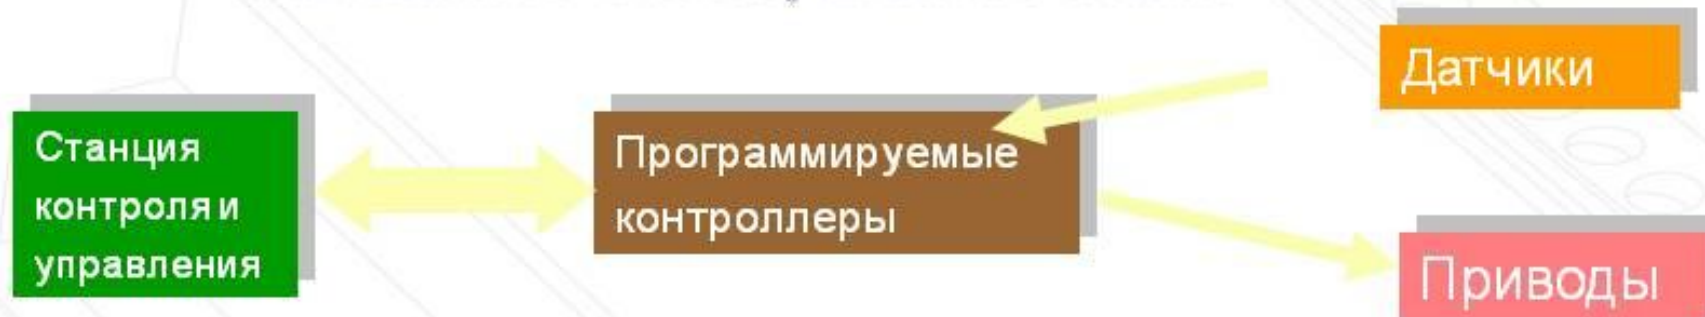 Датчики
Станция
контроля и
управления
Программируемые
контроллеры
Приводы